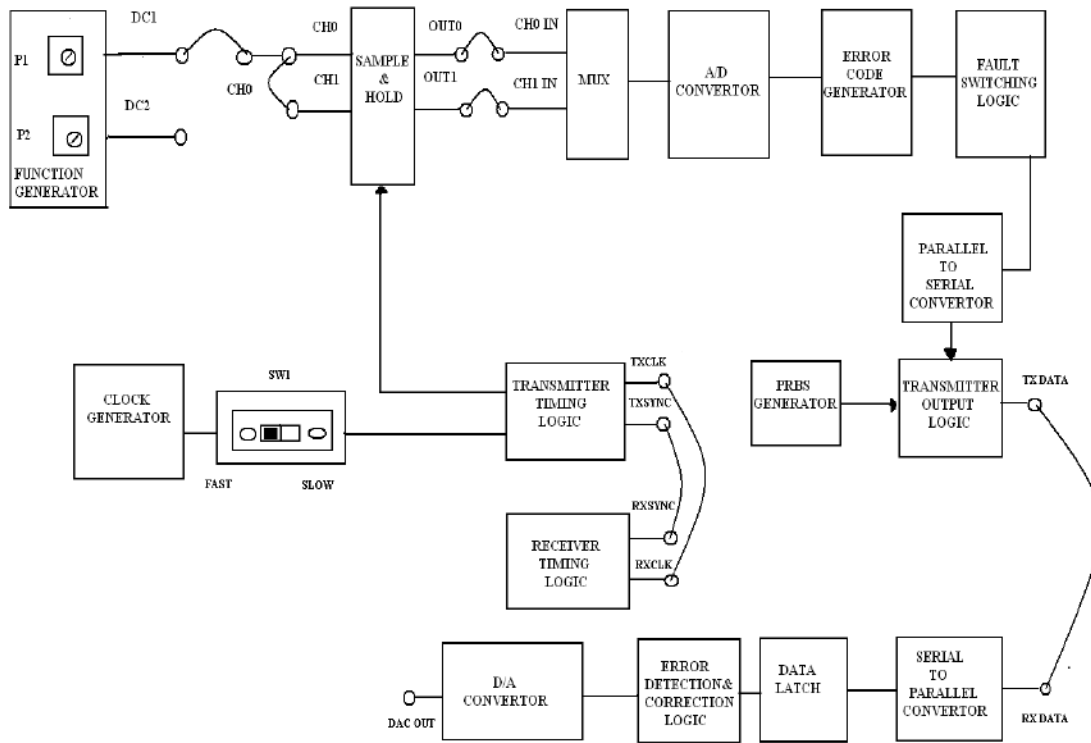 DC1
P1
CH0
CH0
CH1
SAMPLE
&
HOLD
OUT0
OUT1
CH0 IN
CH1 IN
MUX
A/D
CONVERTOR
ERROR
CODE
GENERATOR
FAULT
SWITCHING
LOGIC
DC2
P2
FUNCTION
GENERATOR
PARALLEL
TO
SERIAL
CONVERTOR
CLOCK
GENERATOR
SW1
FAST
SLOW
TRANSMITTER
TIMING
LOGIC
TXCLK
TXSYNC
PRBS
GENERATOR
TRANSMITTER
OUTPUT
LOGIC
TX DATA
RECEIVER
TIMING
LOGIC
RXSYNC
RXCLK
DAC OUT
D/A
CONVERTOR
ERROR
DETECTION&
CORRECTION
LOGIC
DATA
LATCH
SERIAL
TO
PARALLEL
CONVERTOR
RX DATA